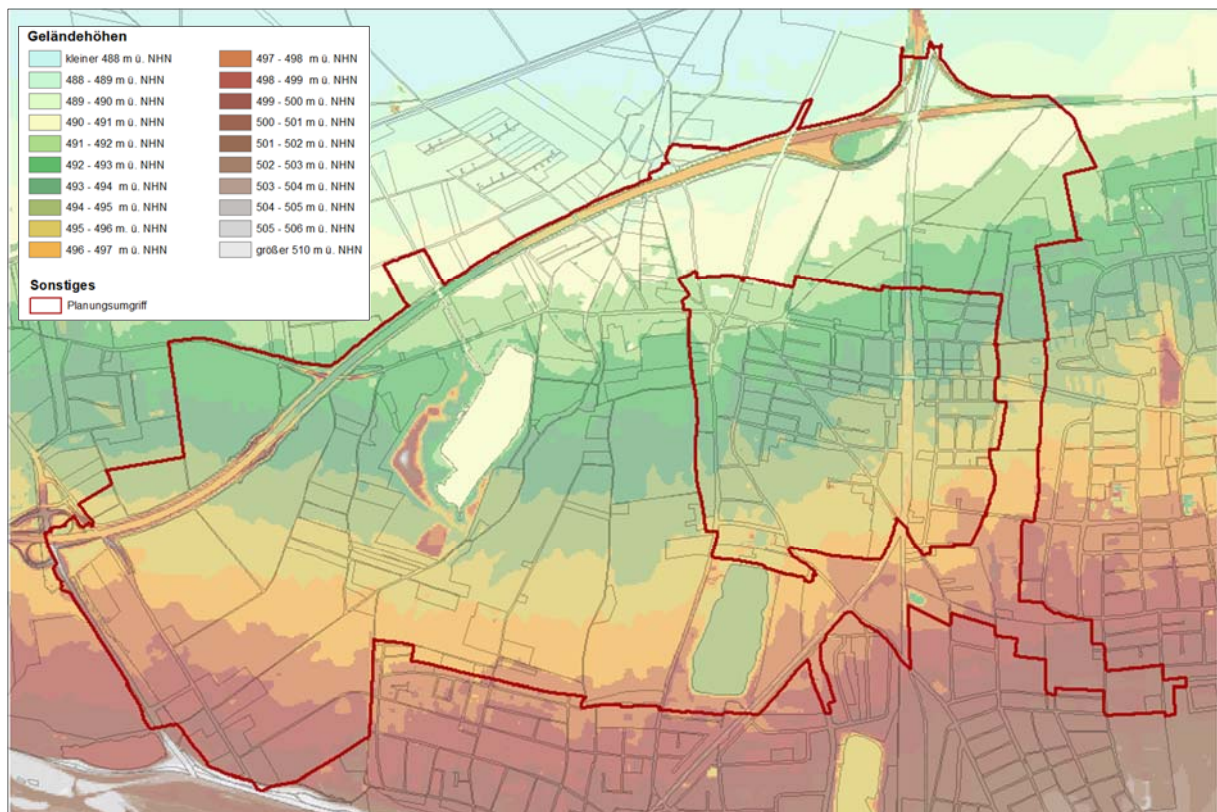 Geländehöhen
kleiner 488 m ü. NHN
488 - 489 m ü. NHN
489 - 490 m ü. NHN
490 - 491 m ü. NHN
491 - 492 m ü. NHN
492 - 493 m ü. NHN
493 - 494 m ü. NHN
494 - 495 m ü. NHN
495 - 496 m ü. NHN
496 - 497 m ü. NHN
497 - 498 m ü. NHN
498 - 499 m ü. NHN
499 - 500 m ü. NHN
500 - 501 m ü. NHN
501 - 502 m ü. NHN
502 - 503 m ü. NHN
503 - 504 m ü. NHN
504 - 505 m ü. NHN
505 - 506 m ü. NHN
größer 510 m ü. NHN
Sonstiges
Planungsumgriff